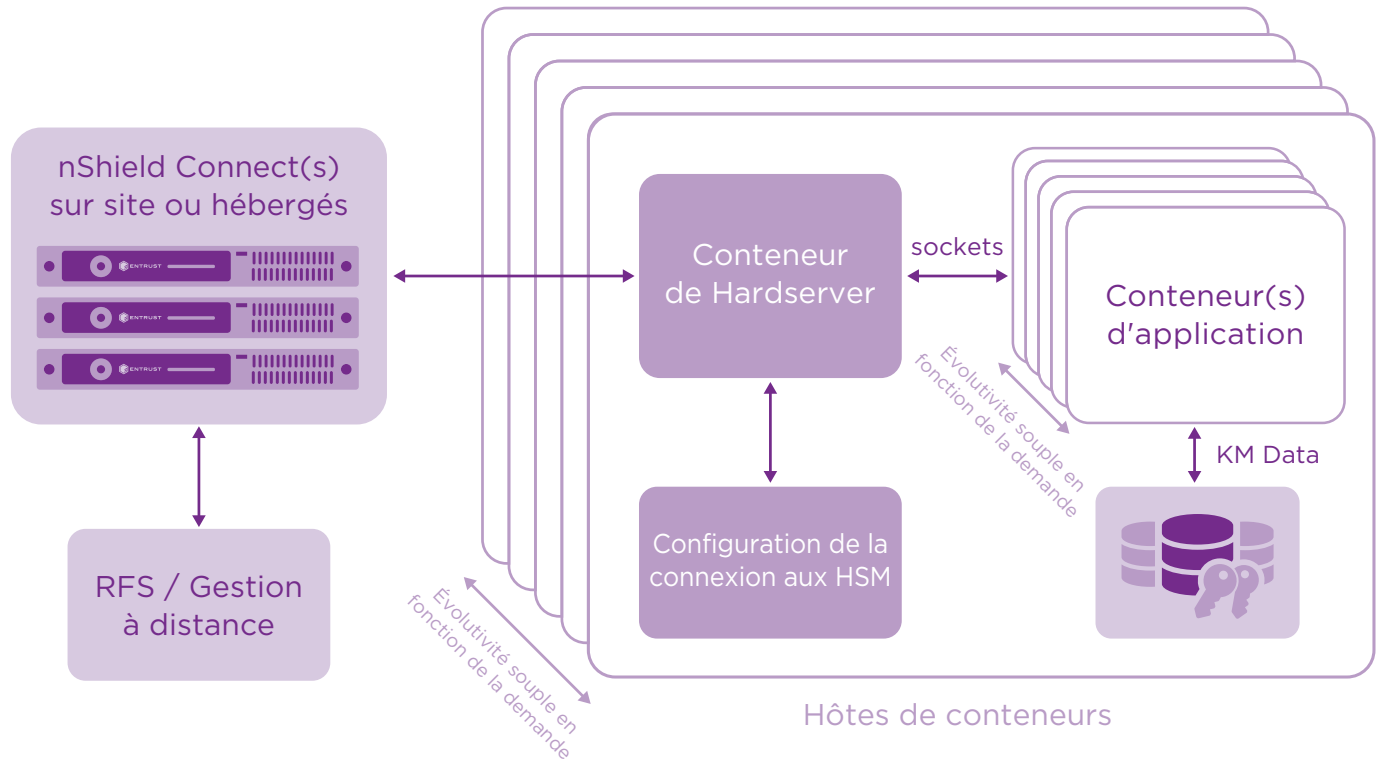 nShield Connect(s)
sur site ou hébergés
ENTRUST
ENTRUST
ENTRUST
RFS / Gestion
à distance
Conteneur
de Hardserver
sockets
Conteneur(s)
d'application
Évolutivité souple en
fonction de la demande
KM Data
Configuration de la
connexion aux HSM
Évolutivité souple en
fonction de la demande
Hôtes de conteneurs